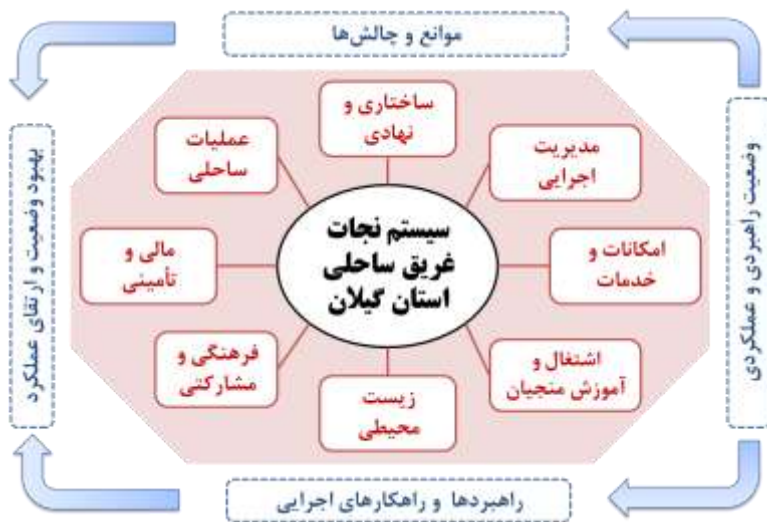 موانع و چالش‌ها
وضعیت راهبردی و عملکردی
ساختاری و
نهادی
مدیریت
اجرایی
عملیات
ساحلی
سیستم نجات
غریق ساحلی
استان گیلان
امکانات و
خدمات
مالی و
تأمینی
اشتغال و
آموزش منجیان
فرهنگی و
مشارکتی
زیست
محیطی
بهبود وضعیت و ارتقای عملکرد
راهبردها و راهکارهای اجرایی